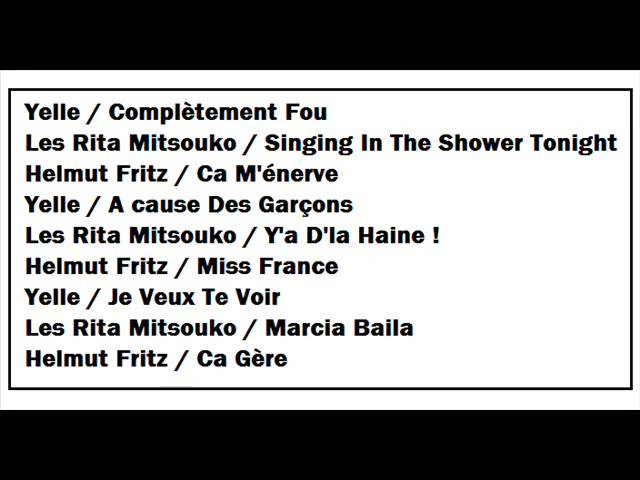 Yelle / Complètement Fou
Les Rita Mitsouko / Singing In The Shower Tonight
Helmut Fritz / Ca M'énerve
Yelle / A cause Des Garçons
Les Rita Mitsouko / Y'a D'la Haine !
Helmut Fritz / Miss France
Yelle / Je Veux Te Voir
Les Rita Mitsouko / Marcia Baila
Helmut Fritz / Ca Gère